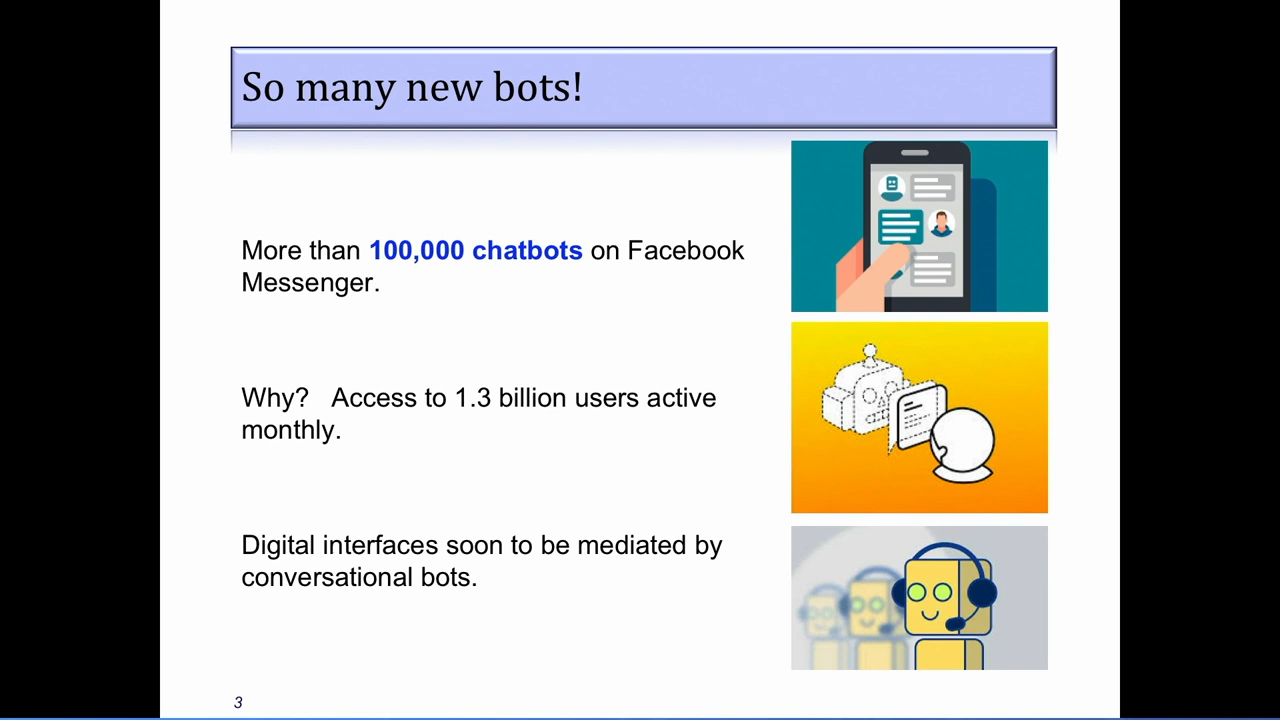 So many new bots!
More than 100,000 chatbots on Facebook
Messenger.
Why? Access to 1.3 billion users active
monthly.
Digital interfaces soon to be mediated by
conversational bots.
3